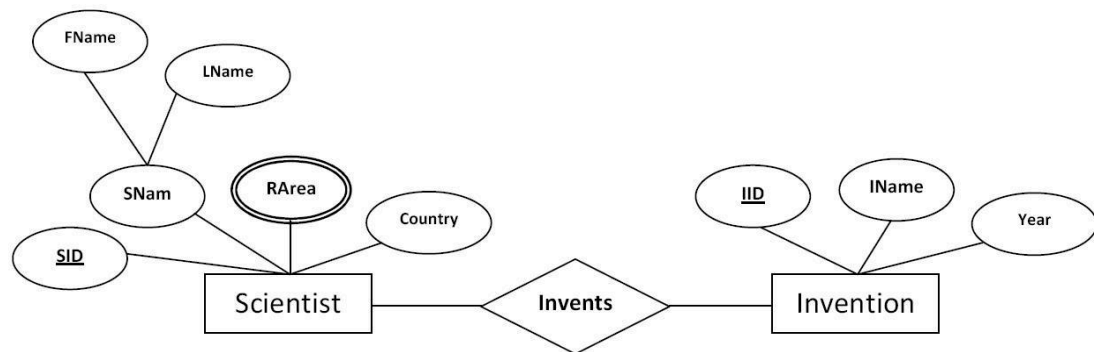 FName
LName
SNam
RArea
Country
SID
Scientist
Invents
IID
IName
Year
Invention